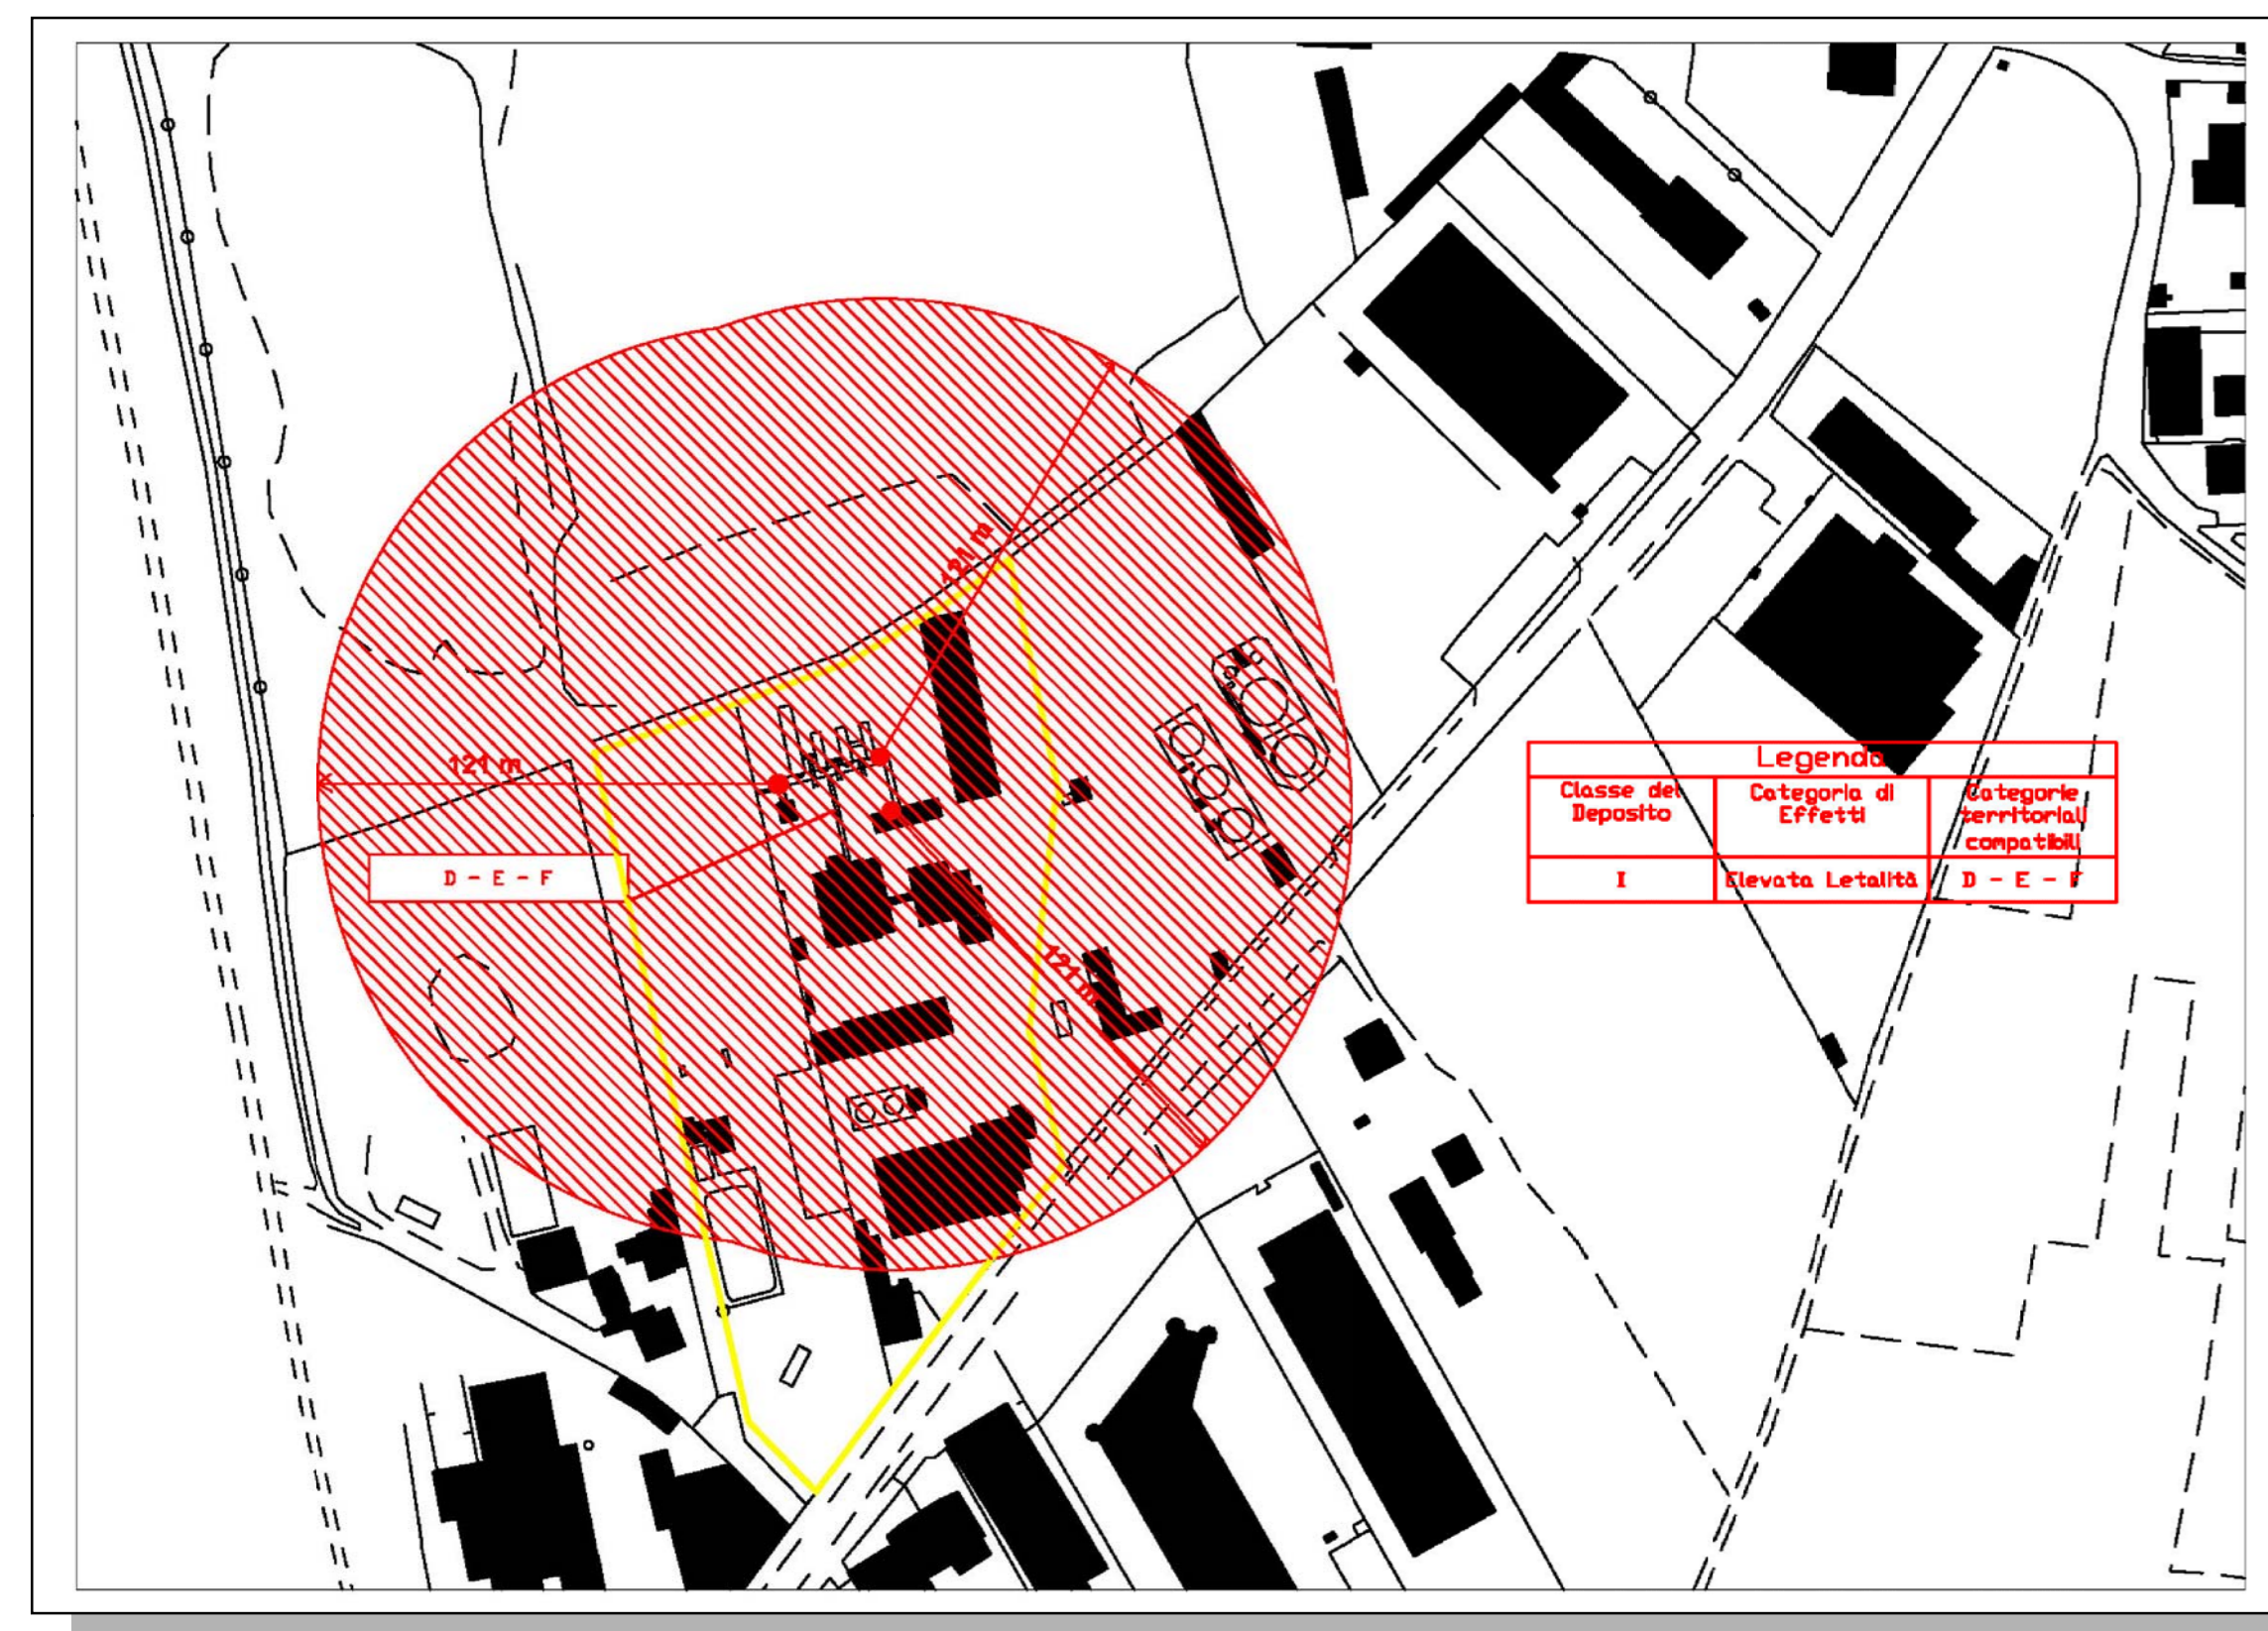 121 m
121 m
D - E - F
121 m
Legenda
Classe del
Deposito
Categoria di
Effetti
Categorie
territoriali
compatibili
I
Elevata Letalità
D - E - F